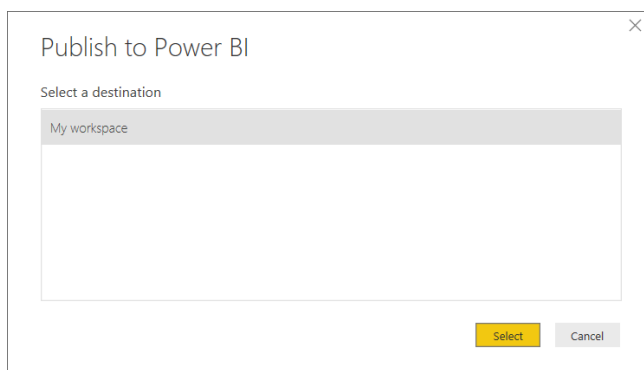 Publish to Power BI
Select a destination
My workspace
Select Cancel